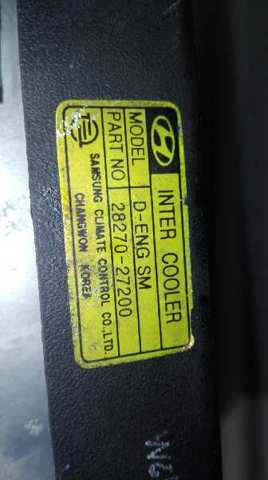 INTER COOLER
MODEL D-ENG SM
PART NO 28270-27200
SAMSUNG CLIMATE CONTROL CO.,LTD.
CHANGWON KOREA